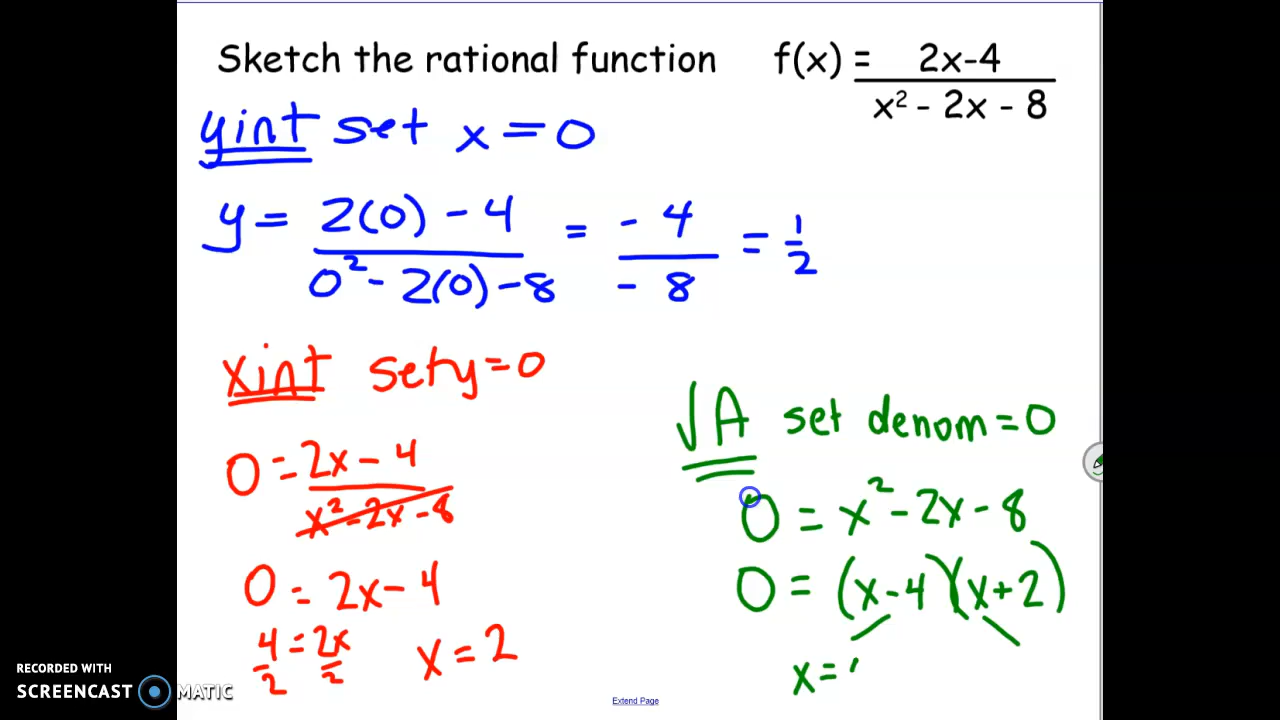 Sketch the rational function f(x) = 2x-4
x² - 2x - 8
yint set x = 0
y = 2(0) - 4 = - 4 = 1
0² - 2(0) - 8 - 8 2
xint set y = 0
0 = 2x - 4
x² - 2x - 8
0 = 2x - 4
4 = 2x
2 2
x = 2
VA set denom = 0
0 = x² - 2x - 8
0 = (x - 4)(x + 2)
x =
RECORDED WITH
SCREENCAST MATIC
Extend Page